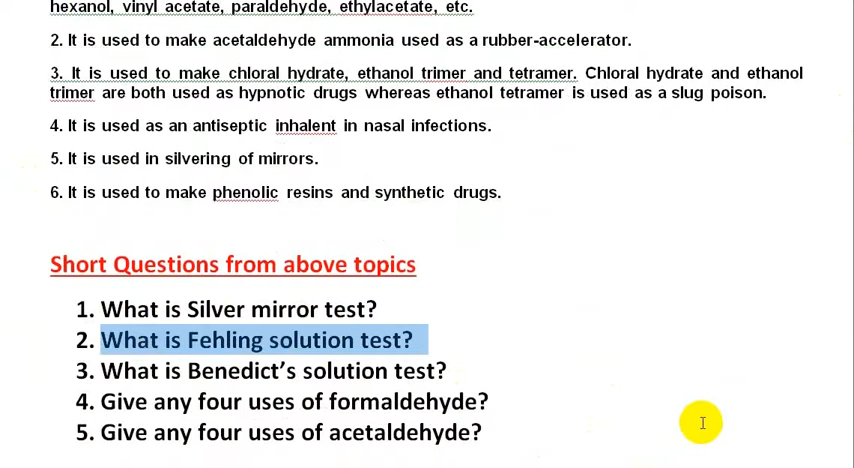 hexanol, vinyl acetate, paraldehyde, ethylacetate, etc.
2. It is used to make acetaldehyde ammonia used as a rubber-accelerator.
3. It is used to make chloral hydrate, ethanol trimer and tetramer. Chloral hydrate and ethanol
trimer are both used as hypnotic drugs whereas ethanol tetramer is used as a slug poison.
4. It is used as an antiseptic inhalent in nasal infections.
5. It is used in silvering of mirrors.
6. It is used to make phenolic resins and synthetic drugs.
Short Questions from above topics
1. What is Silver mirror test?
2. What is Fehling solution test?
3. What is Benedict’s solution test?
4. Give any four uses of formaldehyde?
5. Give any four uses of acetaldehyde?